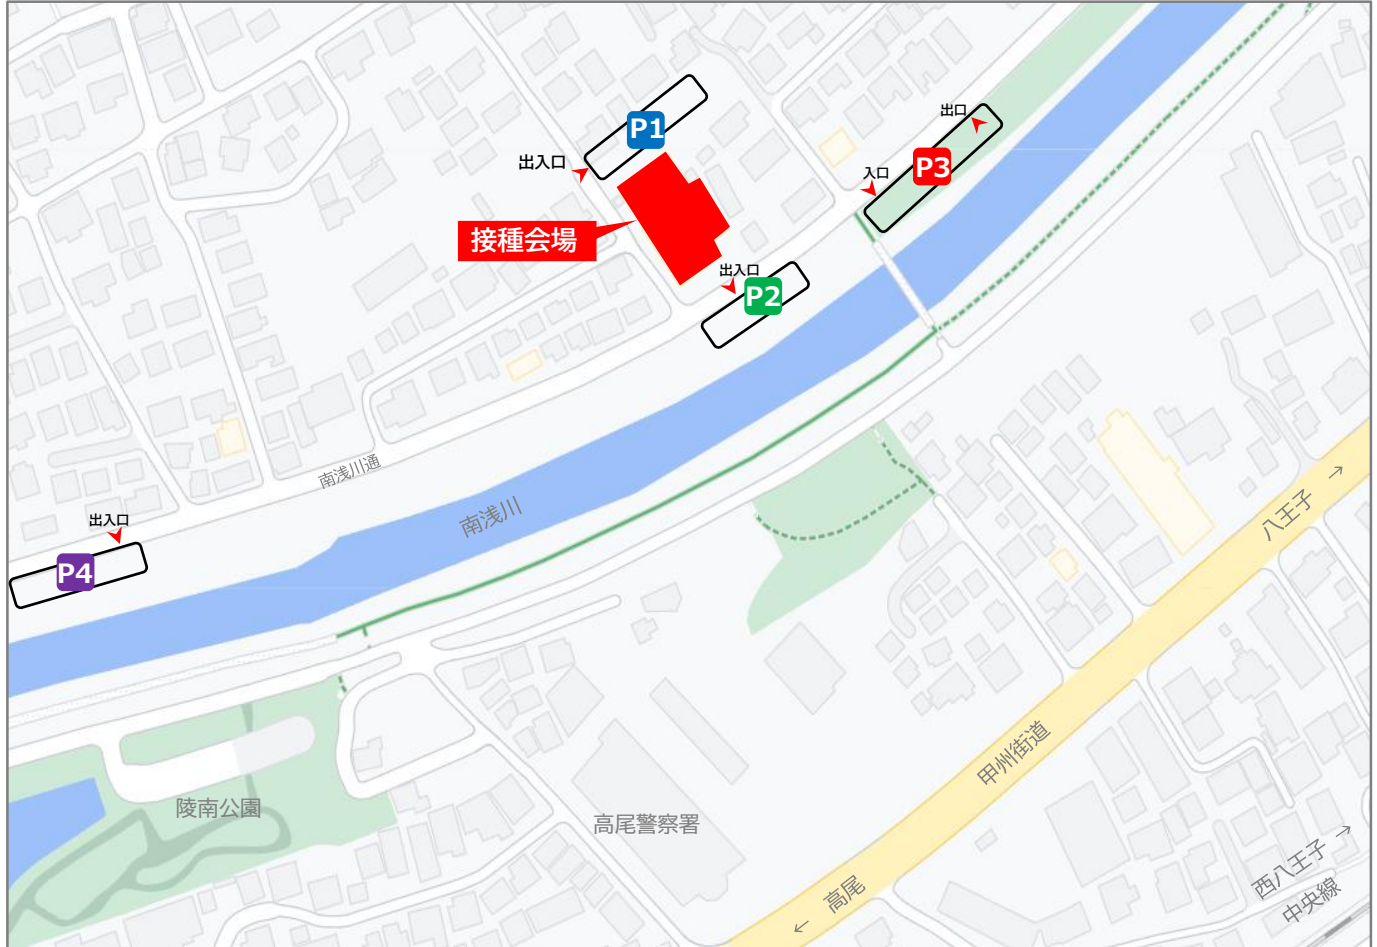 P1
出口
出入口
入口
P3
接種会場
出入口
P2
南浅川通
南浅川
出入口
P4
八王子 →
甲州街道
陵南公園
高尾警察署
西八王子 →
← 高尾
中央線